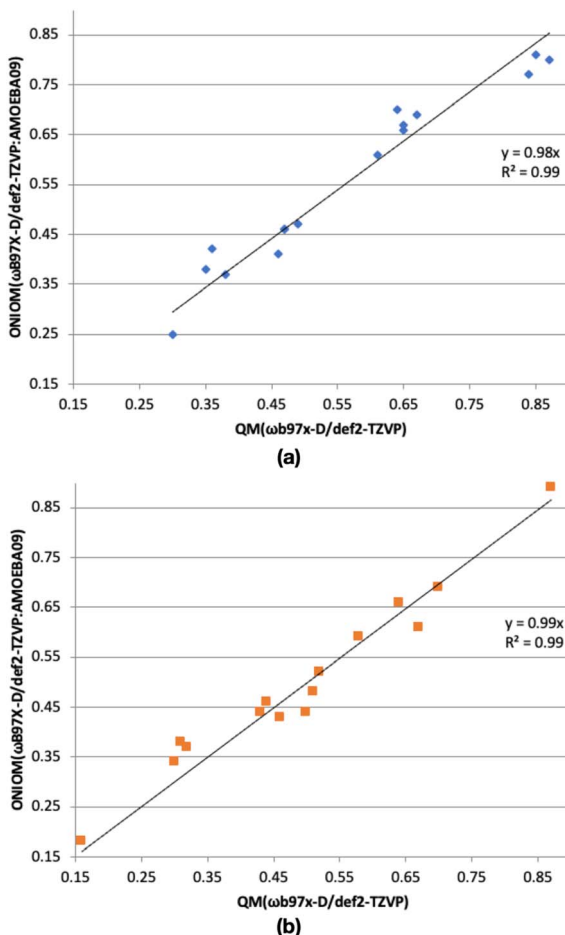 0.85
0.75
0.65
0.55
0.45
0.35
0.25
0.15
ONIOM(ωB97X-D/def2-TZVP:AMOEBA09)
y = 0.98x
R² = 0.99
0.15 0.25 0.35 0.45 0.55 0.65 0.75 0.85
QM(ωb97x-D/def2-TZVP)
(a)
0.85
0.75
0.65
0.55
0.45
0.35
0.25
0.15
ONIOM(ωB97X-D/def2-TZVP:AMOEBA09)
y = 0.99x
R² = 0.99
0.15 0.25 0.35 0.45 0.55 0.65 0.75 0.85
QM(ωb97x-D/def2-TZVP)
(b)